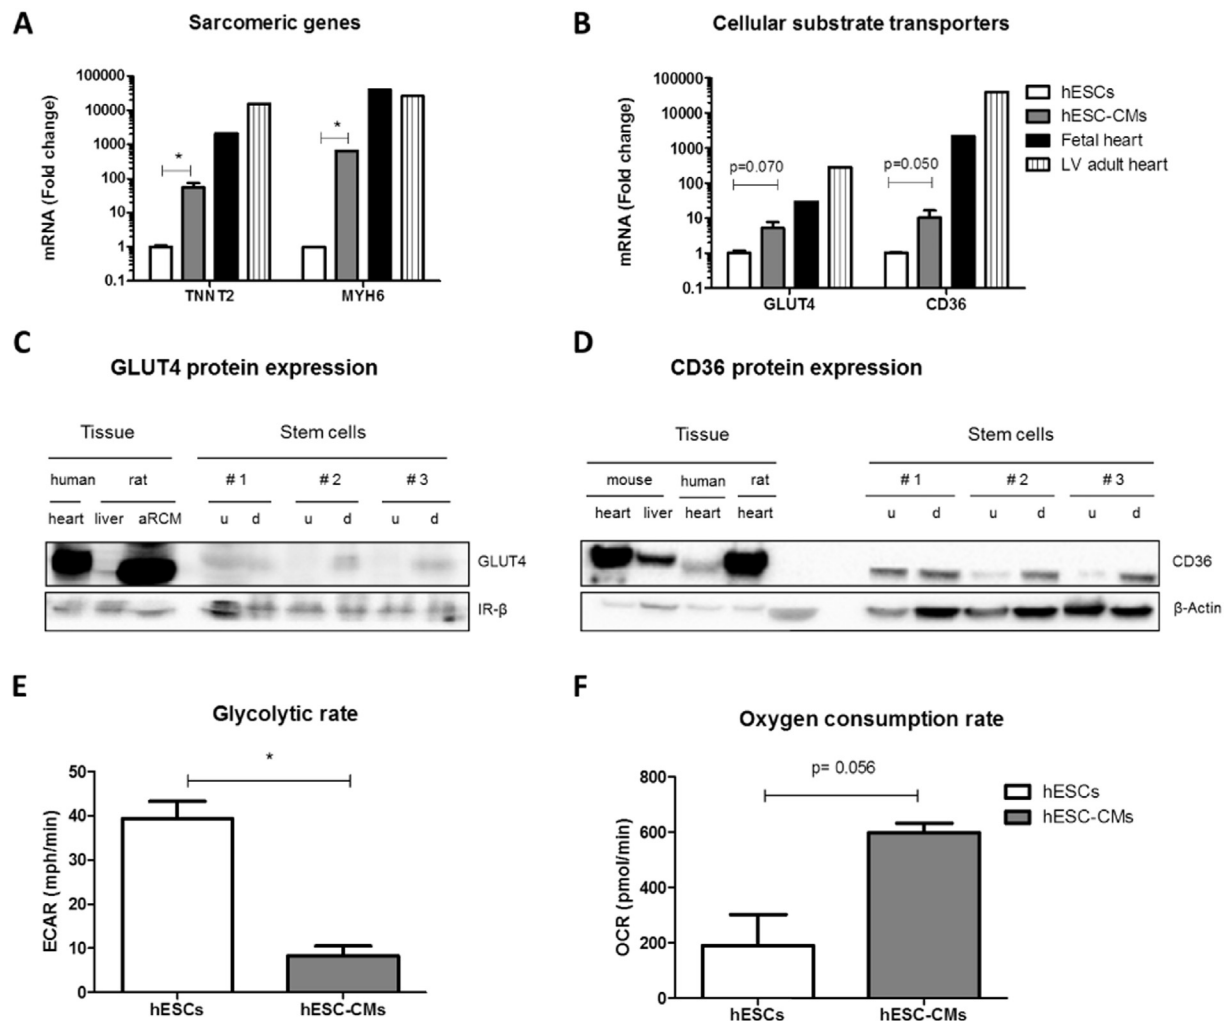 A
Sarcomeric genes
mRNA (Fold change)
100000
10000
1000
100
10
1
0.1
*
*
TNNT2
MYH6
B
Cellular substrate transporters
mRNA (Fold change)
100000
10000
1000
100
10
1
0.1
p=0.070
p=0.050
GLUT4
CD36
hESCs
hESC-CMs
Fetal heart
LV adult heart
C
GLUT4 protein expression
Tissue
Stem cells
human
rat
# 1
# 2
# 3
heart
liver
aRCM
u
d
u
d
u
d
GLUT4
IR-β
D
CD36 protein expression
Tissue
Stem cells
mouse
human
rat
# 1
# 2
# 3
heart
liver
heart
heart
u
d
u
d
u
d
CD36
β-Actin
E
Glycolytic rate
ECAR (mph/min)
50
40
30
20
10
0
*
hESCs
hESC-CMs
F
Oxygen consumption rate
OCR (pmol/min)
800
600
400
200
0
p= 0.056
hESCs
hESC-CMs
hESCs
hESC-CMs